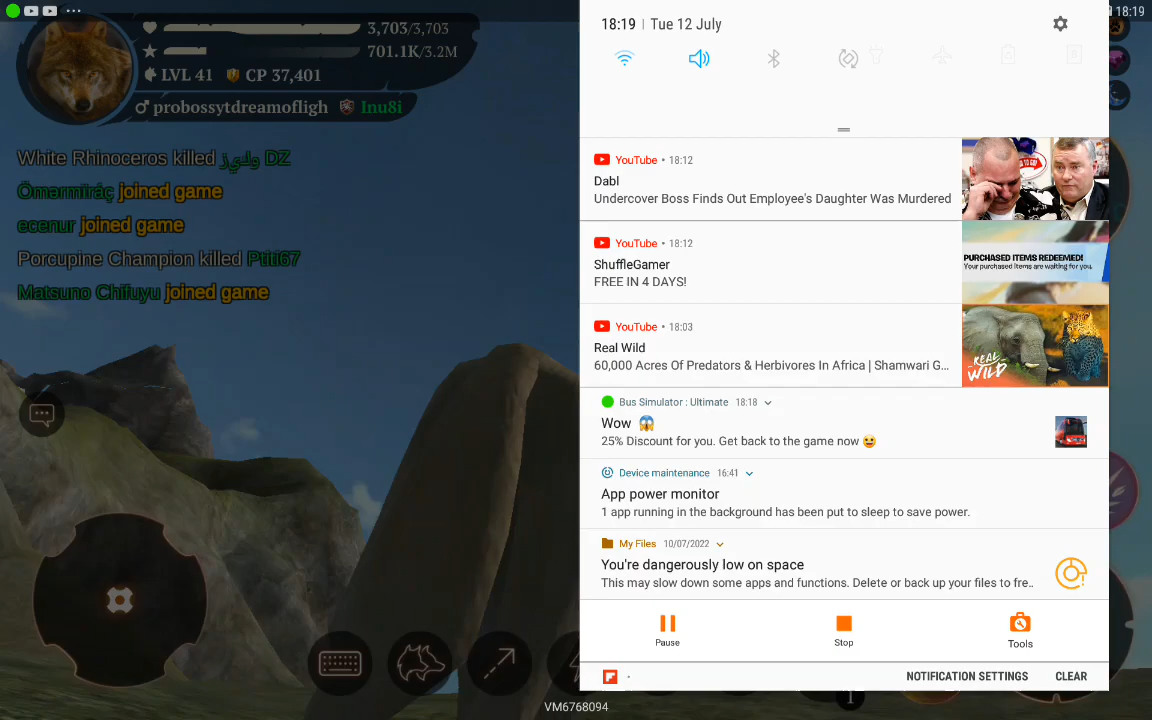 3,703/3,703
701.1K/3.2M
LVL 41 CP 37,401
probossytdreamofligh Inu8i
White Rhinoceros killed وليذز DZ
Ömərmiraç joined game
ecenur joined game
Porcupine Champion killed Ptiti67
Matsuno Chifuyu joined game
18:19
18:19 | Tue 12 July
YouTube • 18:12
Dabl
Undercover Boss Finds Out Employee's Daughter Was Murdered
YouTube • 18:12
ShuffleGamer
FREE IN 4 DAYS!
PURCHASED ITEMS REDEEMED!
Your purchased items are waiting for you.
YouTube • 18:03
Real Wild
60,000 Acres Of Predators & Herbivores In Africa | Shamwari G...
REAL
WILD
Bus Simulator : Ultimate 18:18
Wow 😱
25% Discount for you. Get back to the game now 😆
Device maintenance 16:41
App power monitor
1 app running in the background has been put to sleep to save power.
My Files 10/07/2022
You're dangerously low on space
This may slow down some apps and functions. Delete or back up your files to fre..
Pause
Stop
Tools
NOTIFICATION SETTINGS
CLEAR
VM6768094